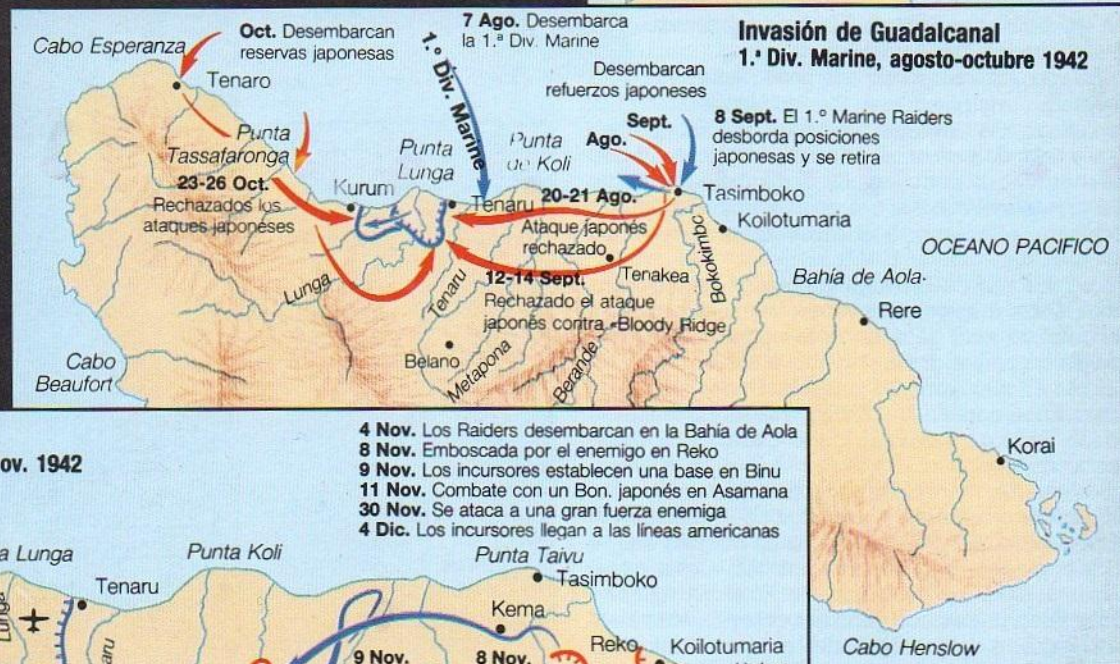 Invasión de Guadalcanal
1.ª Div. Marine, agosto-octubre 1942
Cabo Esperanza
Oct. Desembarcan
reservas japonesas
7 Ago. Desembarca
la 1.ª Div. Marine
1.º Div. Marine
Desembarcan
refuerzos japoneses
Sept.
Ago.
8 Sept. El 1.º Marine Raiders
desborda posiciones
japonesas y se retira
Tenaro
Punta
Tassafaronga
Punta
Lunga
Punta
de Koli
23-26 Oct.
Rechazados los
ataques japoneses
Kurum
Tenaru
20-21 Ago.
Ataque japonés
rechazado
Tasimboko
Koilotumaria
OCEANO PACIFICO
Bokokimbo
Tenakea
Bahía de Aola
Rere
12-14 Sept.
Rechazado el ataque
japonés contra Bloody Ridge
Lunga
Tenaru
Belano
Metapona
Berande
Cabo
Beaufort
Korai
Cabo Henslow
ov. 1942
4 Nov. Los Raiders desembarcan en la Bahía de Aola
8 Nov. Emboscada por el enemigo en Reko
9 Nov. Los incursores establecen una base en Binu
11 Nov. Combate con un Bon. japonés en Asamana
30 Nov. Se ataca a una gran fuerza enemiga
4 Dic. Los incursores llegan a las líneas americanas
a Lunga
Punta Koli
Punta Taivu
Tenaru
Tasimboko
Lunga
aru
Kema
Reko
Koilotumaria
9 Nov.
8 Nov.